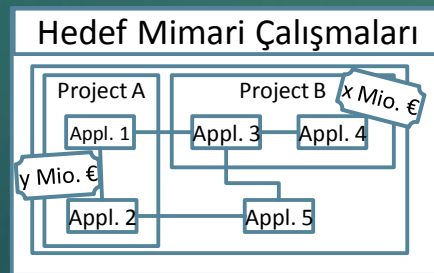 Hedef Mimari Çalışmaları
Project A
Project B
x Mio. €
Appl. 1
Appl. 3
Appl. 4
y Mio. €
Appl. 2
Appl. 5